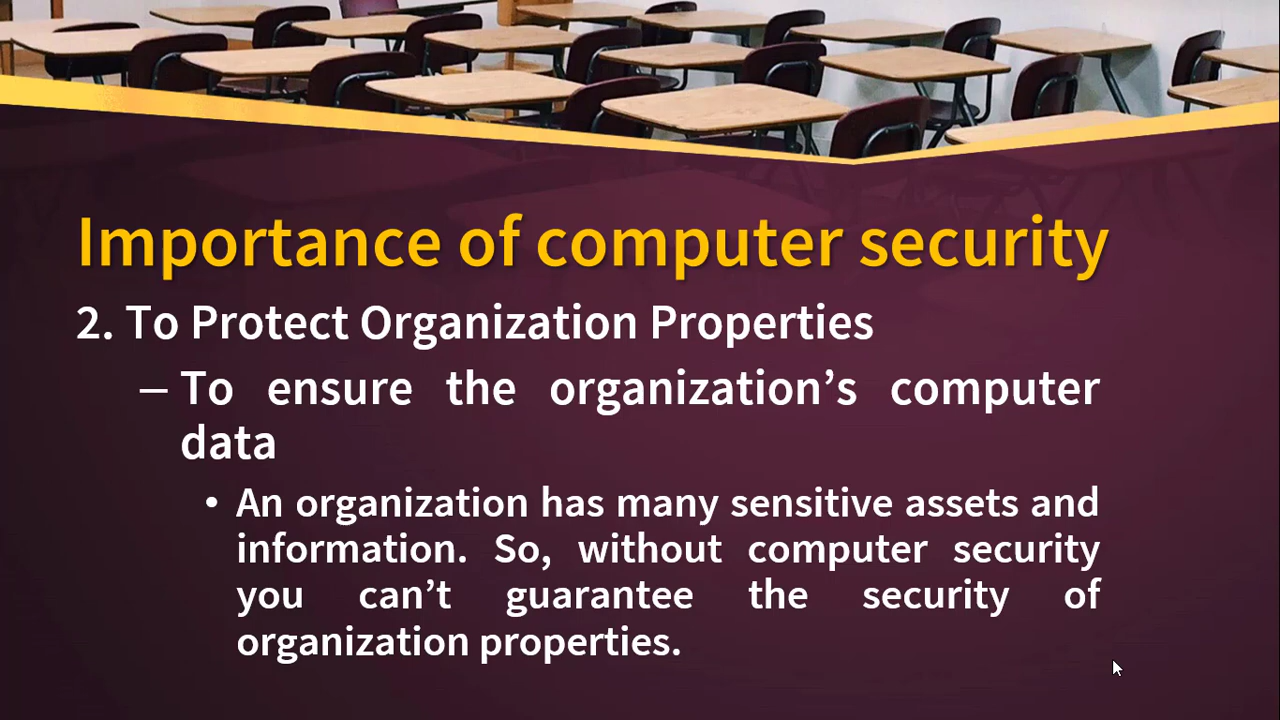 Importance of computer security
2. To Protect Organization Properties
– To ensure the organization’s computer
data
• An organization has many sensitive assets and
information. So, without computer security
you can’t guarantee the security of
organization properties.